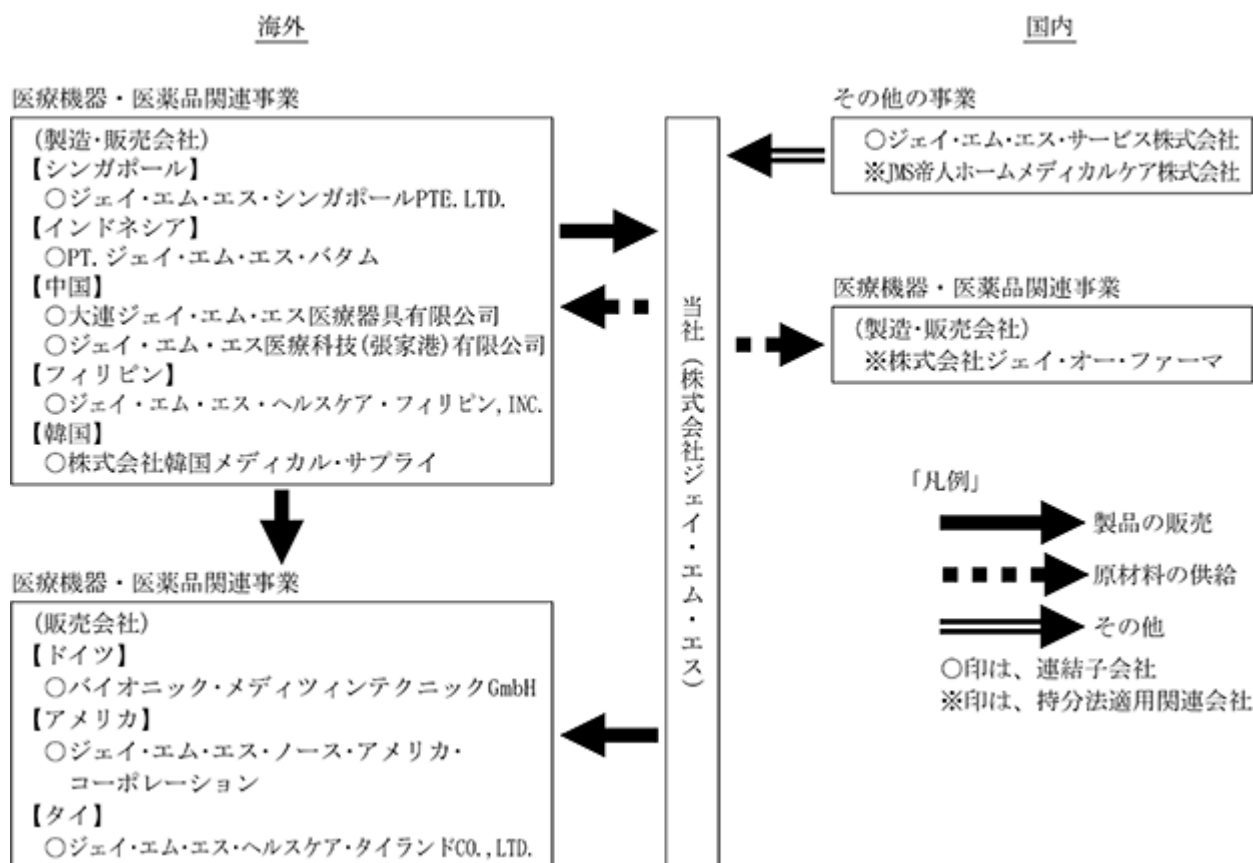 海外
医療機器・医薬品関連事業
(製造・販売会社)
【シンガポール】
○ジェイ・エム・エス・シンガポールPTE.LTD.
【インドネシア】
○PT.ジェイ・エム・エス・バタム
【中国】
○大連ジェイ・エム・エス医療器具有限公司
○ジェイ・エム・エス医療科技(張家港)有限公司
【フィリピン】
○ジェイ・エム・エス・ヘルスケア・フィリピン,INC.
【韓国】
○株式会社韓国メディカル・サプライ
医療機器・医薬品関連事業
(販売会社)
【ドイツ】
○バイオニック・メディツィンテクニックGmbH
【アメリカ】
○ジェイ・エム・エス・ノース・アメリカ・
コーポレーション
【タイ】
○ジェイ・エム・エス・ヘルスケア・タイランドCO.,LTD.
当社(株式会社ジェイ・エム・エス)
国内
その他の事業
○ジェイ・エム・エス・サービス株式会社
※JMS帝人ホームメディカルケア株式会社
医療機器・医薬品関連事業
(製造・販売会社)
※株式会社ジェイ・オー・ファーマ
「凡例」
製品の販売
原材料の供給
その他
○印は、連結子会社
※印は、持分法適用関連会社